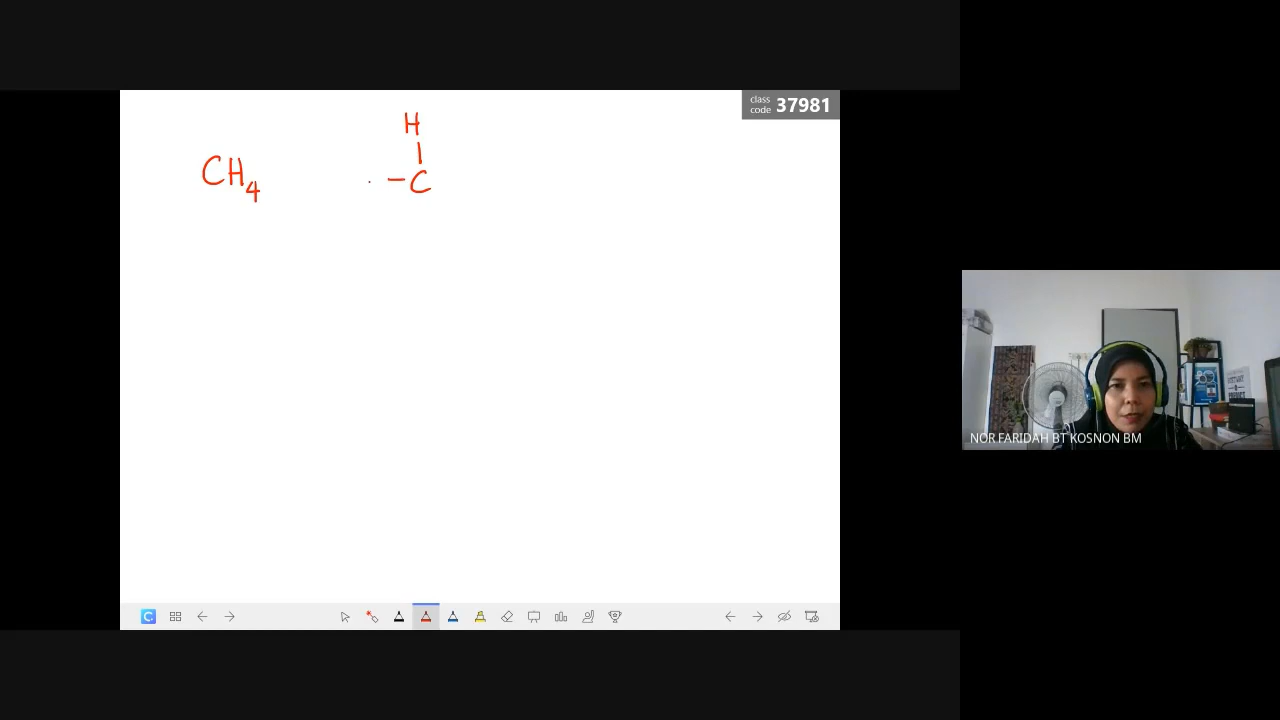 class code 37981
H
|
CH₄ –C
NOR FARIDAH BT KOSNON BM